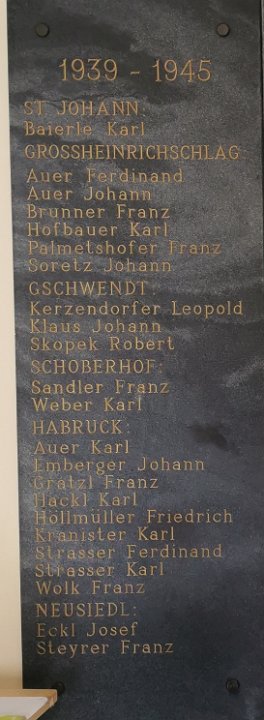 1939 - 1945
ST. JOHANN:
Baierle Karl
GROSSHEINRICHSCHLAG:
Auer Ferdinand
Auer Johann
Brunner Franz
Hofbauer Karl
Palmetshofer Franz
Soretz Johann
GSCHWENDT:
Kerzendorfer Leopold
Klaus Johann
Skopek Robert
SCHOBERHOF:
Sandler Franz
Weber Karl
HABRUCK:
Auer Karl
Emberger Johann
Gratzl Franz
Hackl Karl
Höllmüller Friedrich
Kranister Karl
Strasser Ferdinand
Strasser Karl
Wolk Franz
NEUSIEDL:
Eckl Josef
Steyrer Franz